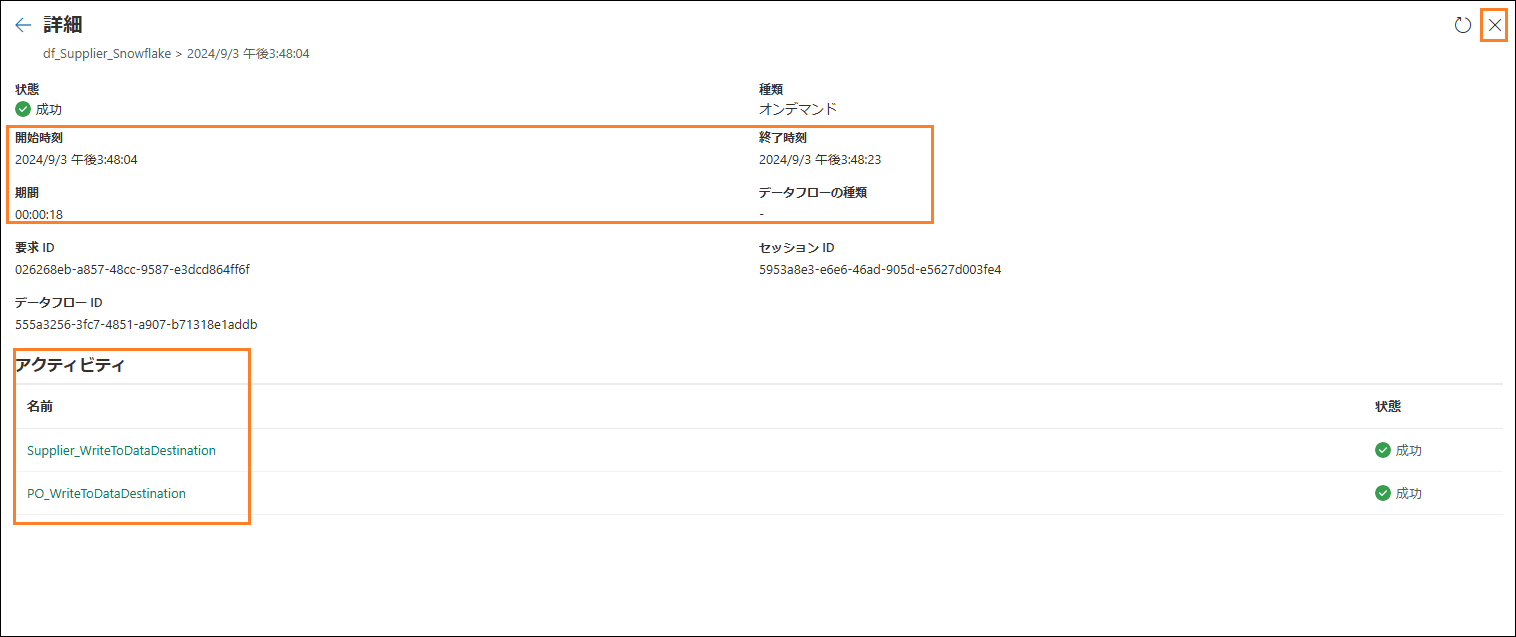 詳細
df_Supplier_Snowflake > 2024/9/3 午後3:48:04
状態
種類
成功
オンデマンド
開始時刻
終了時刻
2024/9/3 午後3:48:04
2024/9/3 午後3:48:23
期間
データフローの種類
00:00:18
-
要求 ID
セッション ID
026268eb-a857-48cc-9587-e3dcd864ff6f
5953a8e3-e6e6-46ad-905d-e5627d003fe4
データフロー ID
555a3256-3fc7-4851-a907-b71318e1addb
アクティビティ
名前
状態
Supplier_WriteToDataDestination
成功
PO_WriteToDataDestination
成功